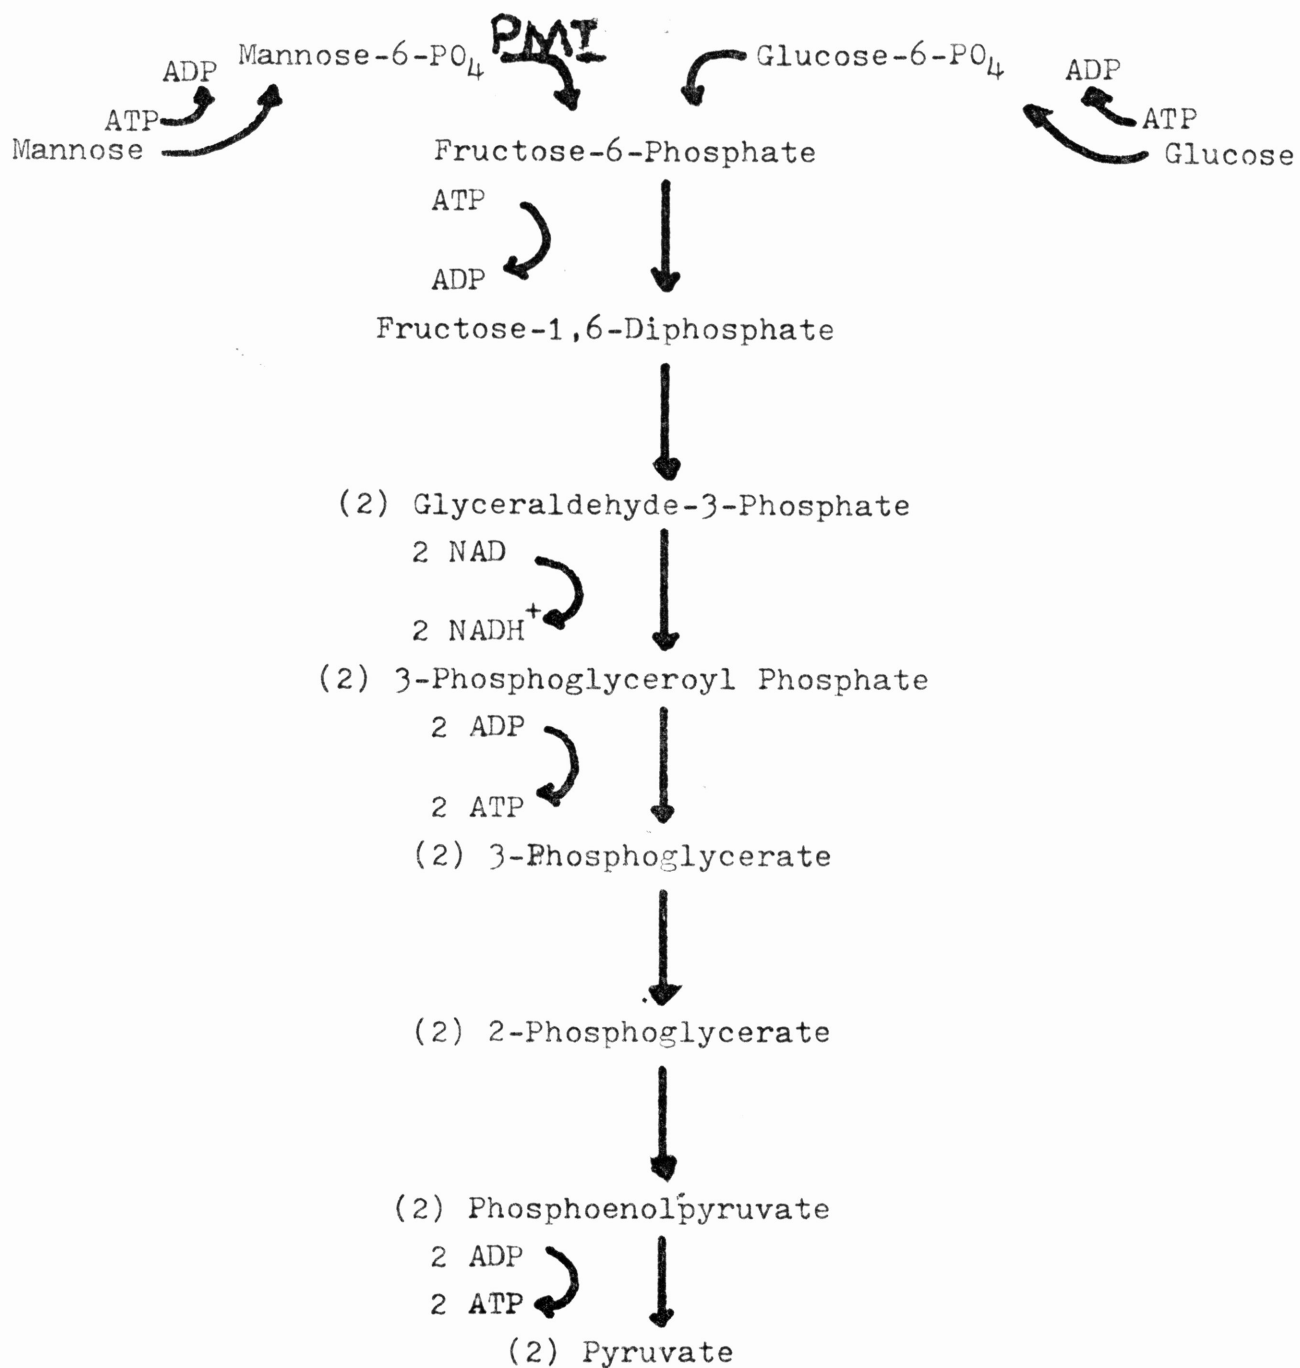 PMI
Mannose-6-PO4
Glucose-6-PO4
ADP
ADP
ATP
ATP
Mannose
Glucose
Fructose-6-Phosphate
ATP
ADP
Fructose-1,6-Diphosphate
(2) Glyceraldehyde-3-Phosphate
2 NAD
2 NADH+
(2) 3-Phosphoglyceroyl Phosphate
2 ADP
2 ATP
(2) 3-Phosphoglycerate
(2) 2-Phosphoglycerate
(2) Phosphoenolpyruvate
2 ADP
2 ATP
(2) Pyruvate